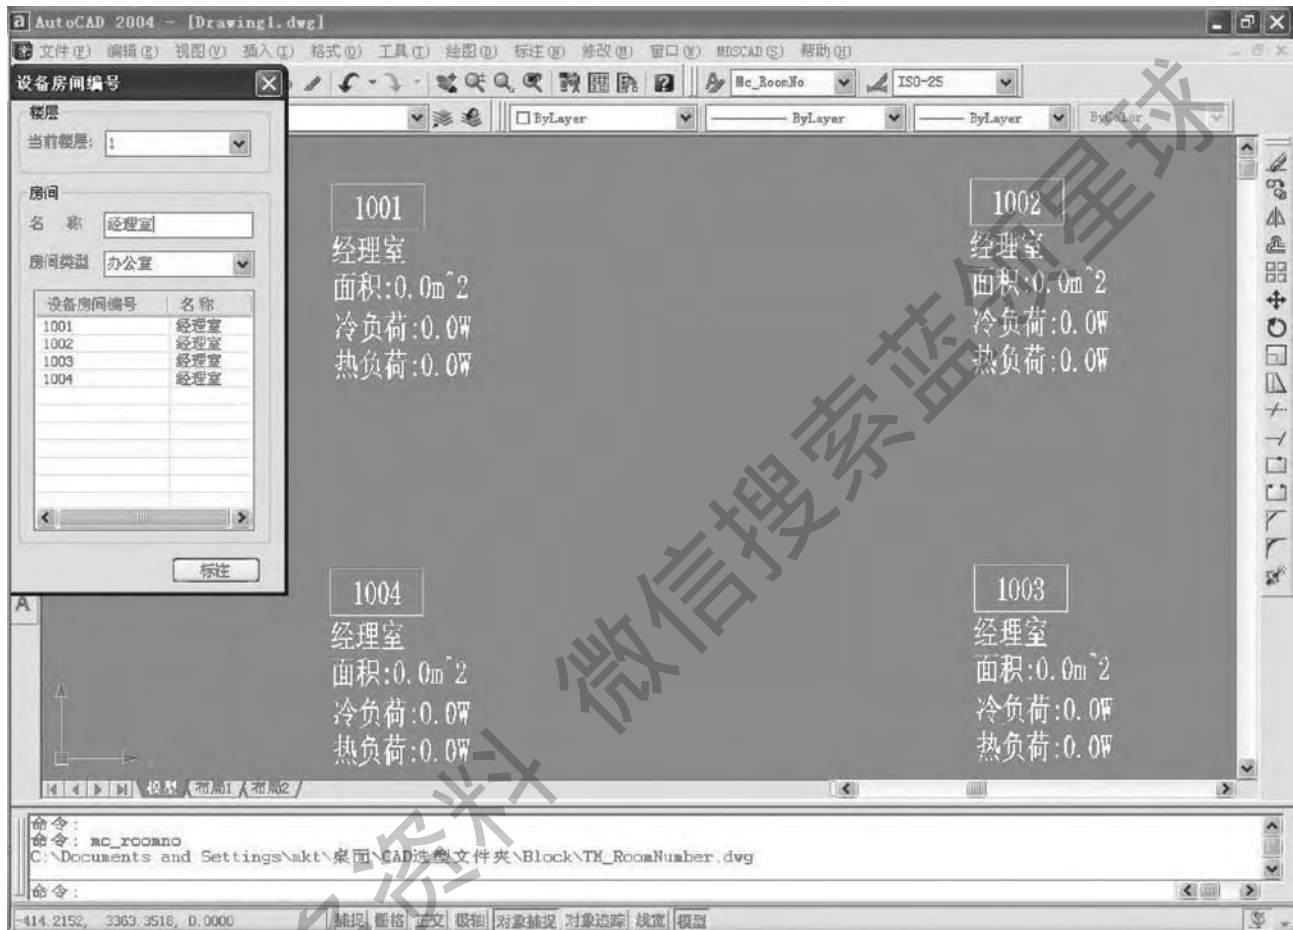 AutoCAD 2004 - [Drawing1.dwg]
文件(F) 编辑(E) 视图(V) 插入(I) 格式(O) 工具(T) 绘图(D) 标注(N) 修改(M) 窗口(W) MDSCAD(S) 帮助(H)
设备房间编号
Mc_RoomNo ISO-25
ByLayer ByLayer ByLayer ByColor
楼层
当前楼层: 1
房间
名 称 经理室
房间类型 办公室
设备房间编号 名称
1001 经理室
1002 经理室
1003 经理室
1004 经理室
标注
1001
经理室
面积:0.0m^2
冷负荷:0.0W
热负荷:0.0W
1002
经理室
面积:0.0m^2
冷负荷:0.0W
热负荷:0.0W
1004
经理室
面积:0.0m^2
冷负荷:0.0W
热负荷:0.0W
1003
经理室
面积:0.0m^2
冷负荷:0.0W
热负荷:0.0W
A
模型 布局1 布局2
命令:
命令: mc_roomno
C:\Documents and Settings\mkt\桌面\CAD选型文件夹\Block\TM_RoomNumber.dwg
命令:
-414.2152, 3363.3518, 0.0000 捕捉 栅格 正交 极轴 对象捕捉 对象追踪 线宽 模型
资料 微信搜索蓝领星球